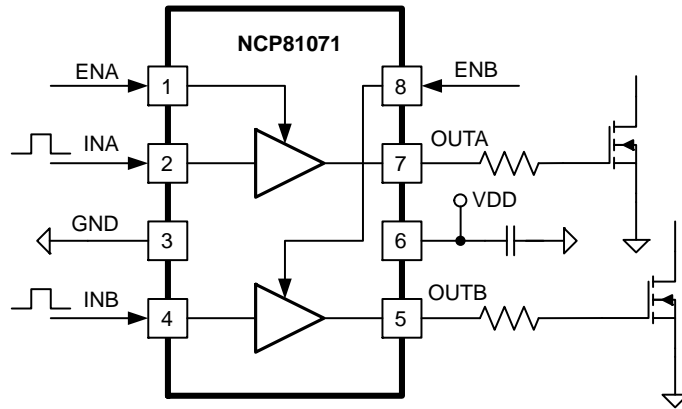 NCP81071
ENA 1 8 ENB
INA 2 7 OUTA
GND 3 6 VDD
INB 4 5 OUTB